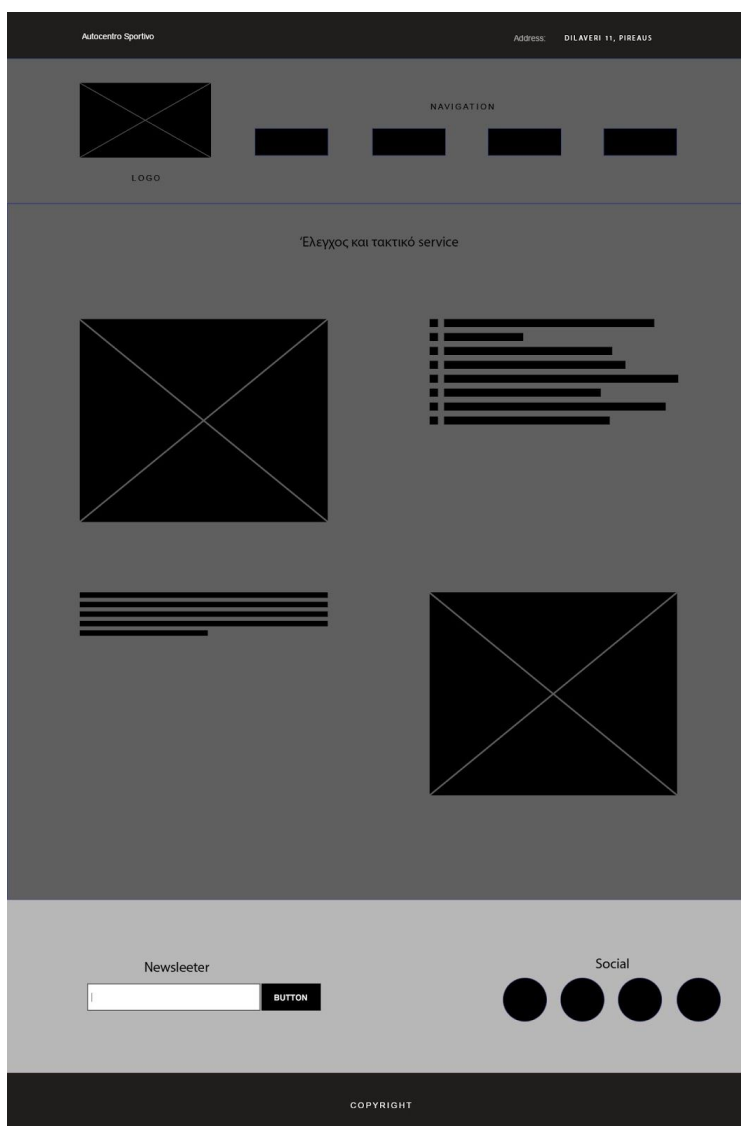 Autocentro Sportivo
Address: DILAVERI 11, PIREAUS
NAVIGATION
LOGO
Έλεγχος και τακτικό service
Newsleeter
BUTTON
Social
COPYRIGHT